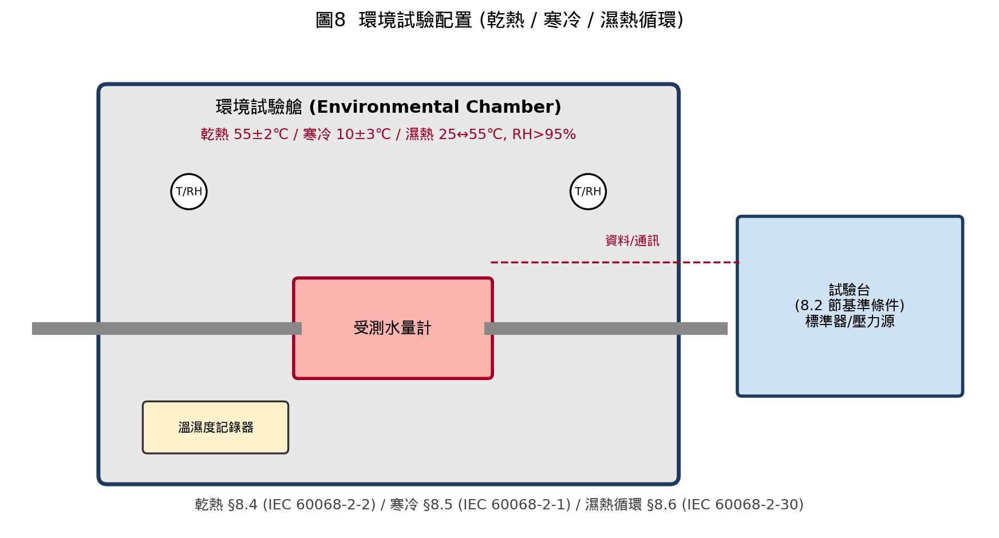 圖8 環境試驗配置 (乾熱 / 寒冷 / 濕熱循環)
環境試驗艙 (Environmental Chamber)
乾熱 55±2℃ / 寒冷 10±3℃ / 濕熱 25↔55℃, RH>95%
T/RH
T/RH
資料/通訊
試驗台
(8.2 節基準條件)
標準器/壓力源
受測水量計
溫濕度記錄器
乾熱 §8.4 (IEC 60068-2-2) / 寒冷 §8.5 (IEC 60068-2-1) / 濕熱循環 §8.6 (IEC 60068-2-30)